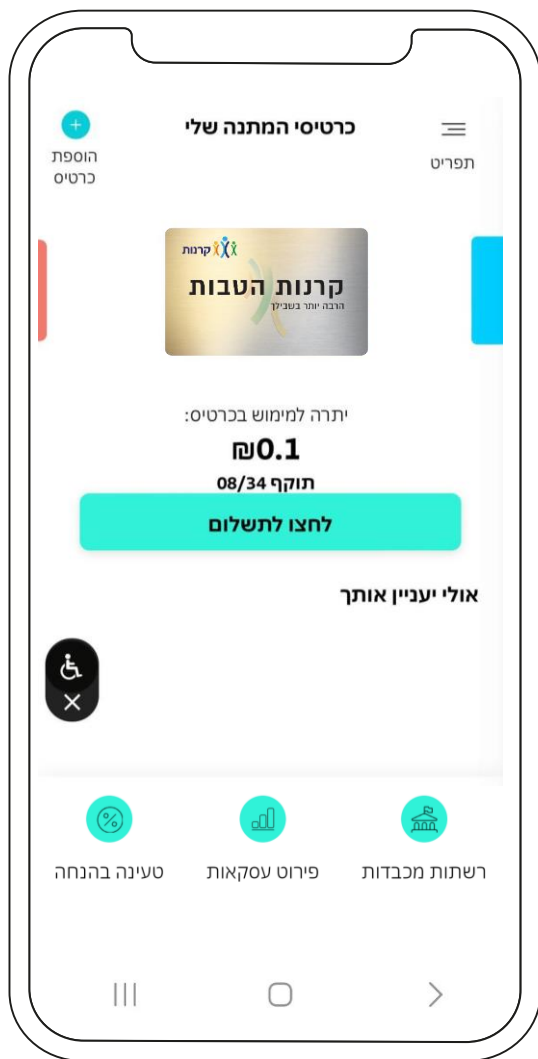 כרטיסי המתנה שלי
תפריט
הוספת
כרטיס
קרנות
קרנות הטבות
הרבה יותר בשבילך
יתרה למימוש בכרטיס:
₪0.1
תוקף 08/34
לחצו לתשלום
אולי יעניין אותך
רשתות מכבדות
פירוט עסקאות
טעינה בהנחה